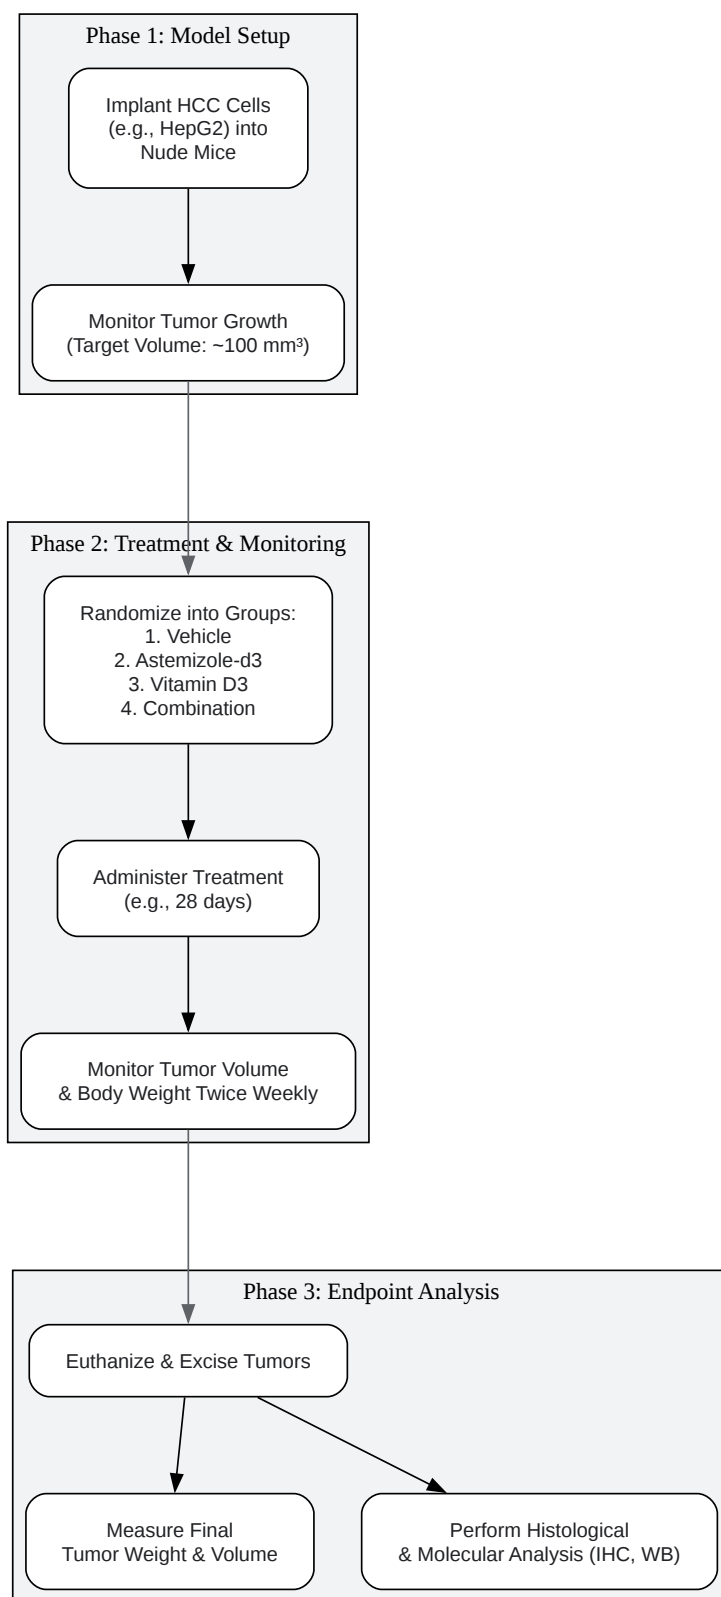 Phase 1: Model Setup
Implant HCC Cells
(e.g., HepG2) into
Nude Mice
Monitor Tumor Growth
(Target Volume: ~100 mm³)
Phase 2: Treatment & Monitoring
Randomize into Groups:
1. Vehicle
2. Astemizole-d3
3. Vitamin D3
4. Combination
Administer Treatment
(e.g., 28 days)
Monitor Tumor Volume
& Body Weight Twice Weekly
Phase 3: Endpoint Analysis
Euthanize & Excise Tumors
Measure Final
Tumor Weight & Volume
Perform Histological
& Molecular Analysis (IHC, WB)